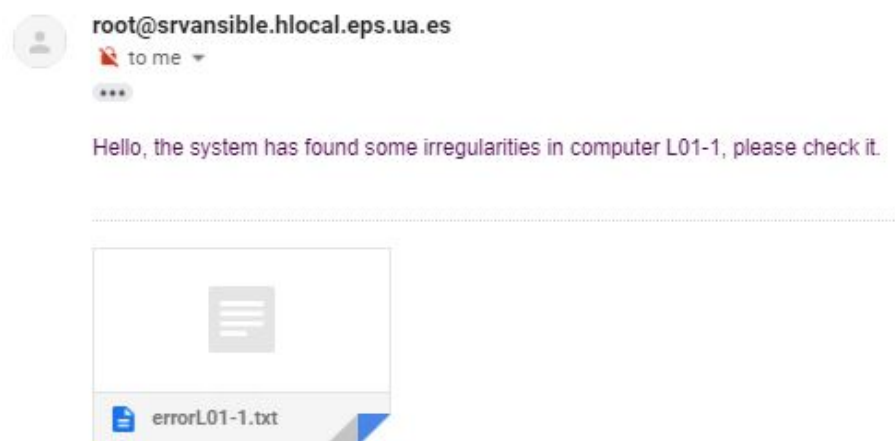 root@srvansible.hlocal.eps.ua.es
to me
Hello, the system has found some irregularities in computer L01-1, please check it.
errorL01-1.txt